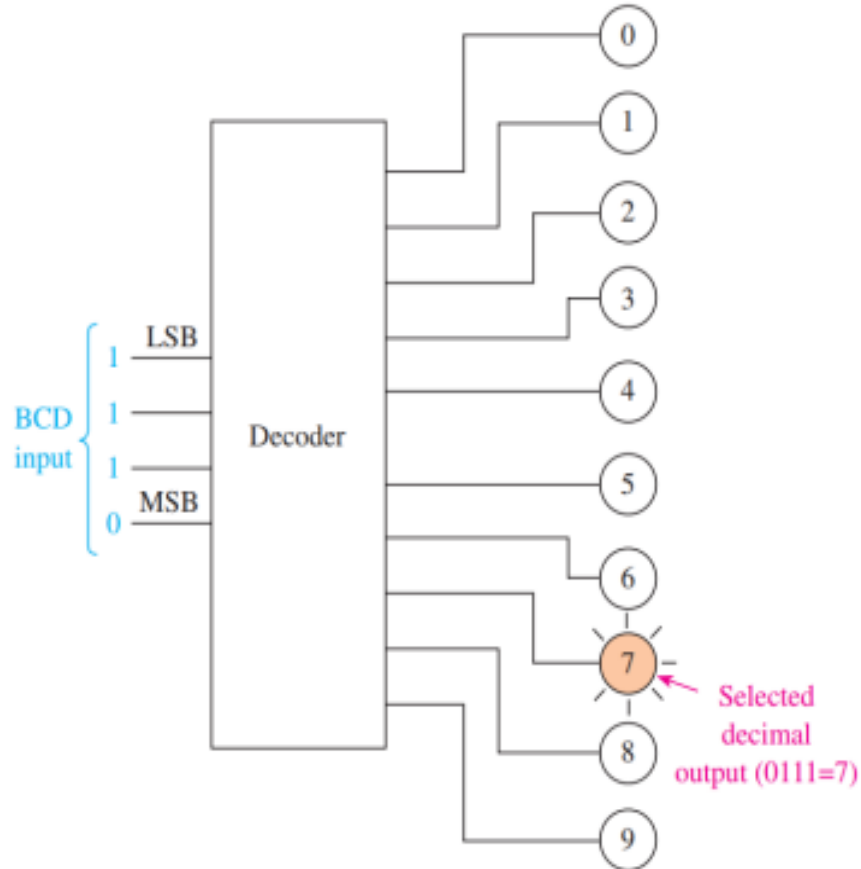 0
1
2
3
LSB
1
BCD
input
1
1
MSB
0
Decoder
4
5
6
7
Selected
decimal
output (0111=7)
8
9